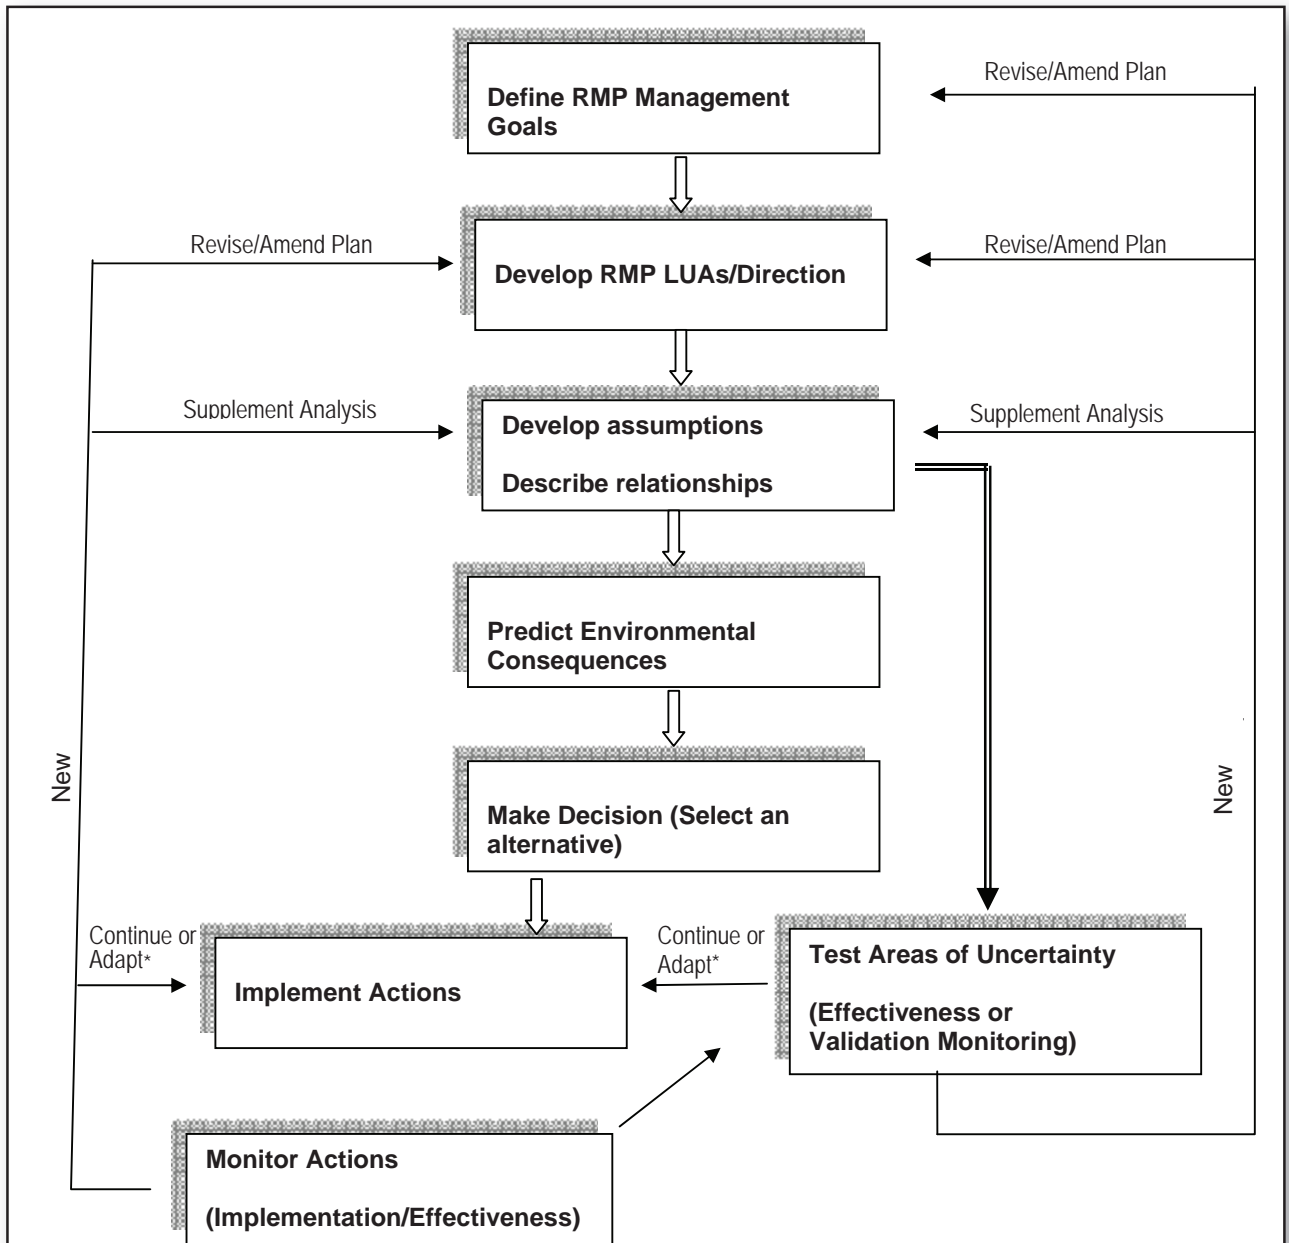 Define RMP Management
Goals
Revise/Amend Plan
Revise/Amend Plan
Develop RMP LUAs/Direction
Revise/Amend Plan
Supplement Analysis
Develop assumptions
Describe relationships
Supplement Analysis
Predict Environmental
Consequences
New
Make Decision (Select an
alternative)
New
Continue or
Adapt*
Implement Actions
Continue or
Adapt*
Test Areas of Uncertainty
(Effectiveness or
Validation Monitoring)
Monitor Actions
(Implementation/Effectiveness)